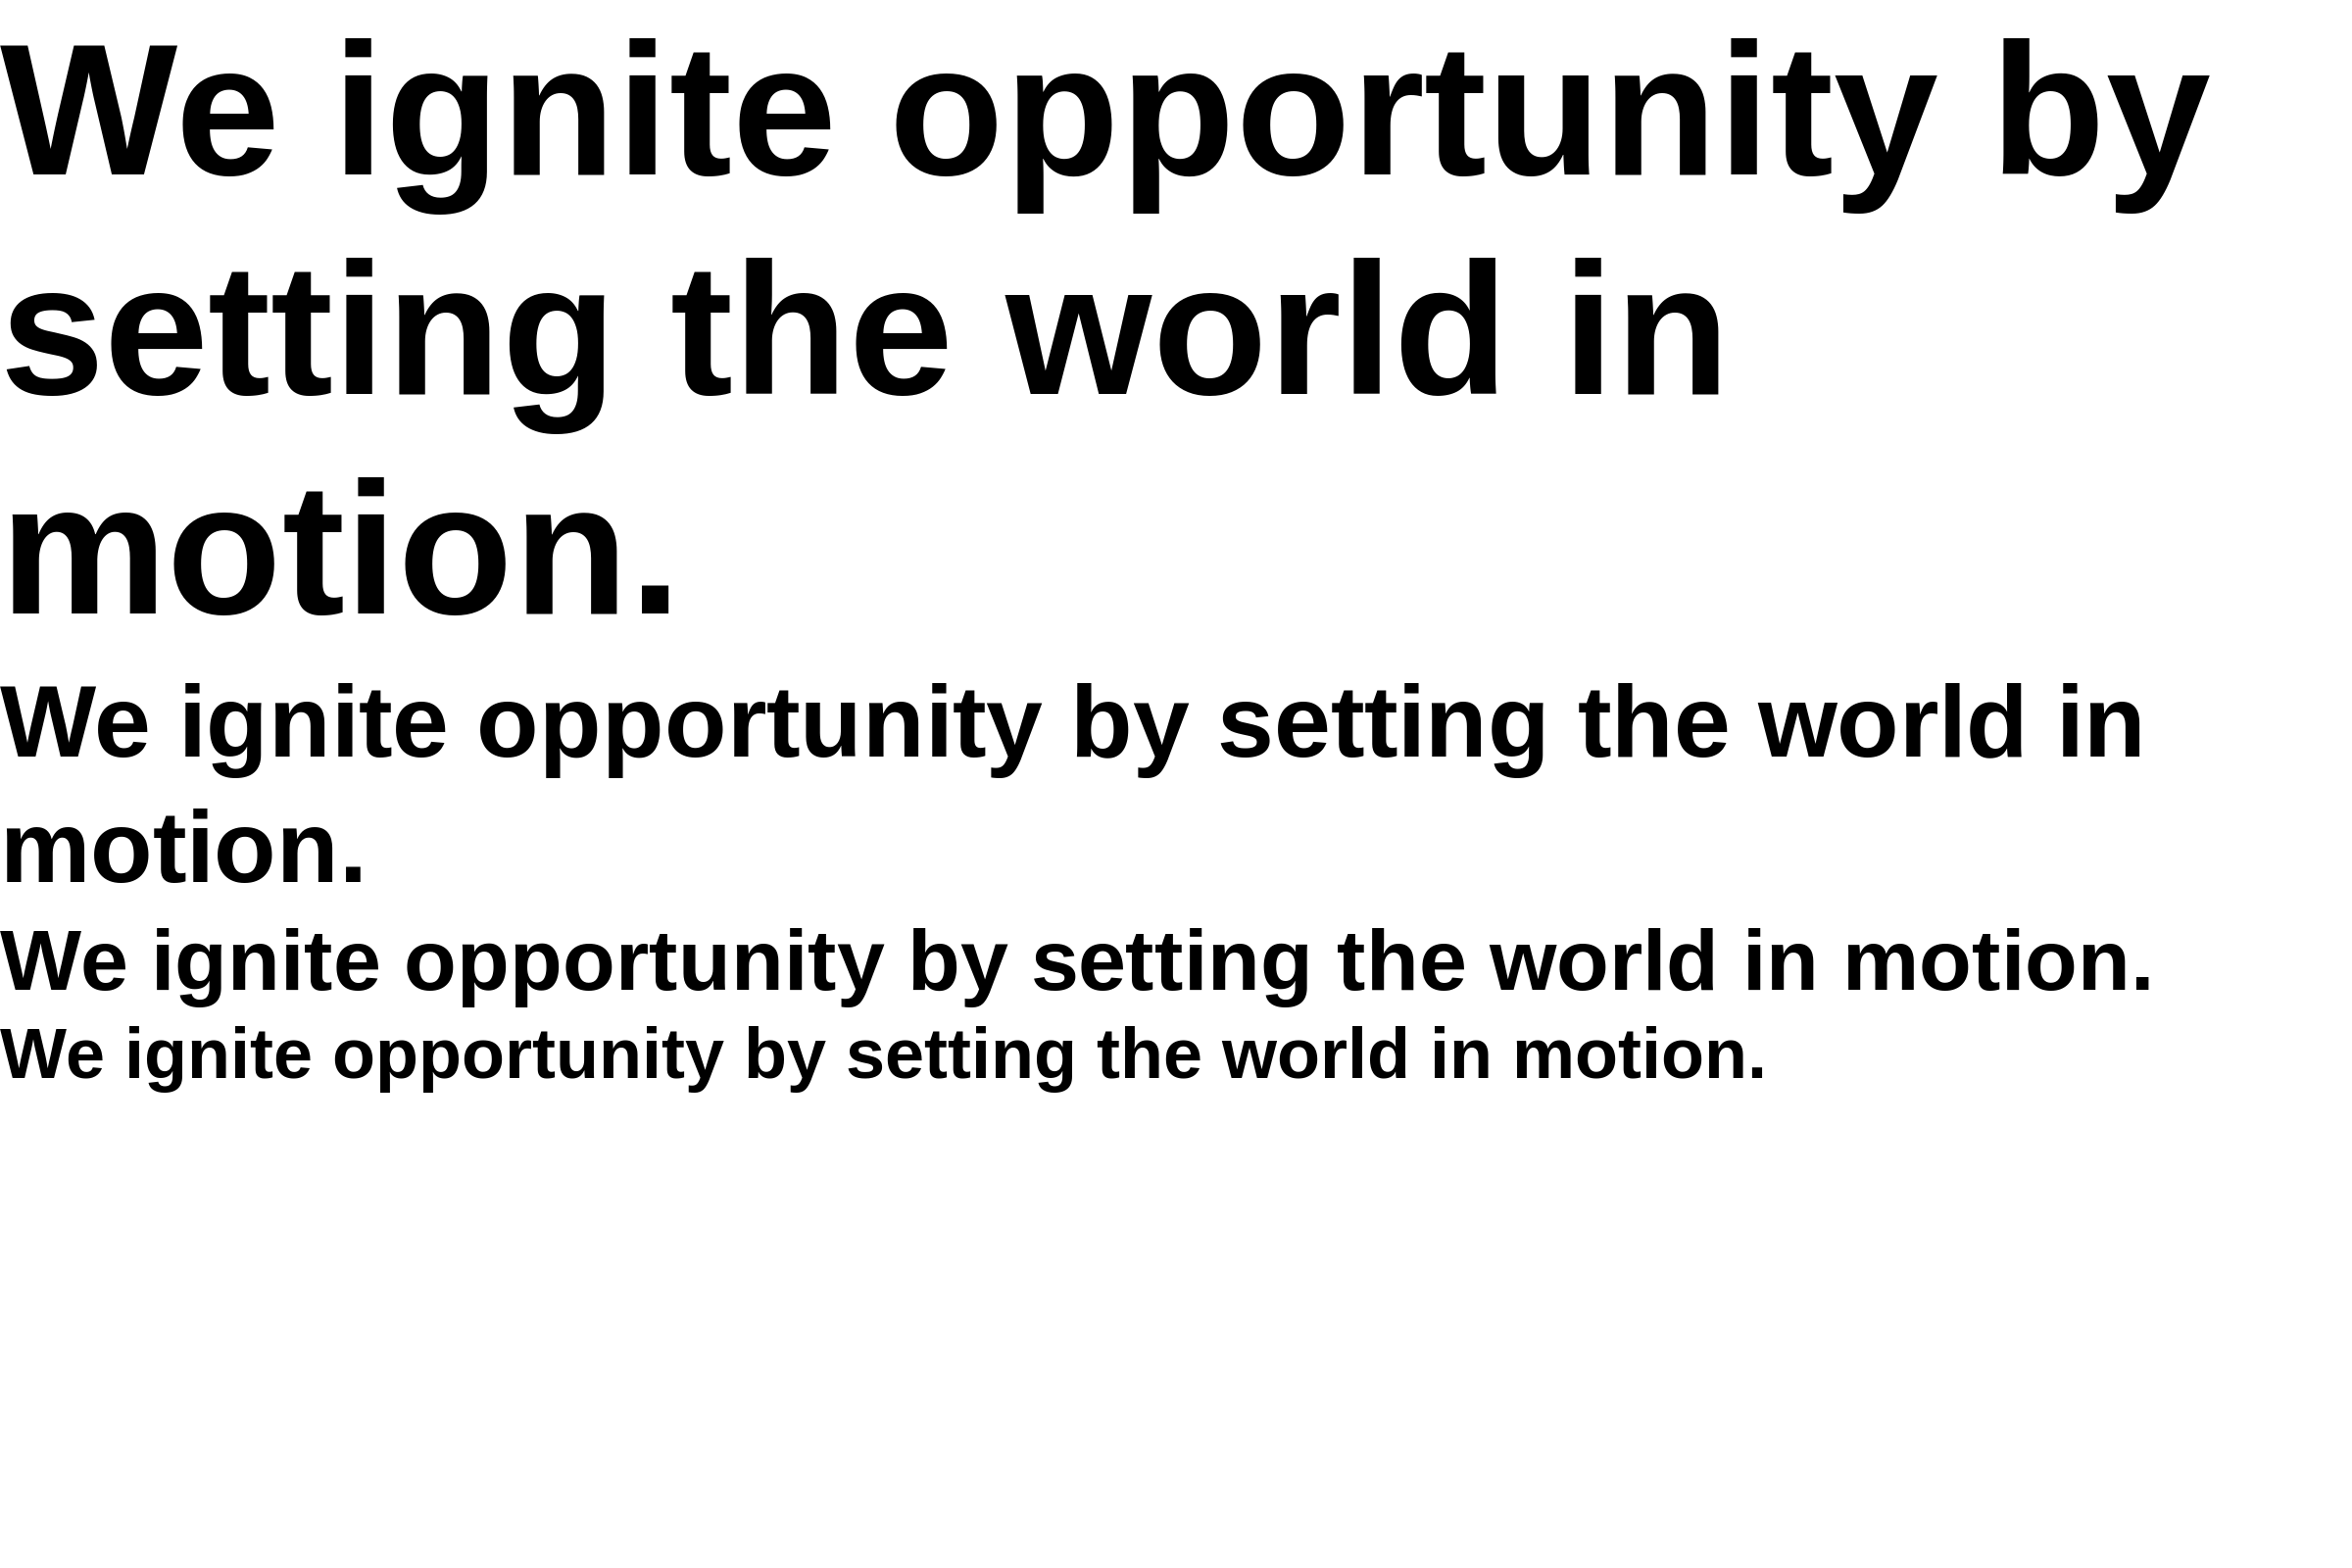 We ignite opportunity by
setting the world in
motion.
We ignite opportunity by setting the world in
motion.
We ignite opportunity by setting the world in motion.
We ignite opportunity by setting the world in motion.